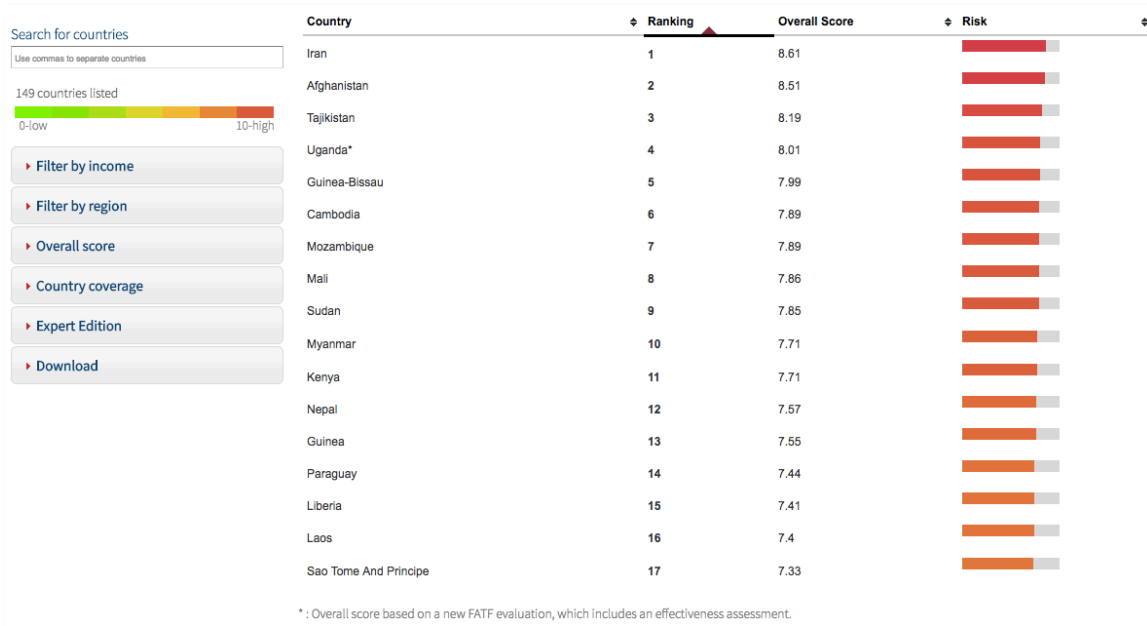 Search for countries
Use commas to separate countries
149 countries listed
0-low 10-high
Filter by income
Filter by region
Overall score
Country coverage
Expert Edition
Download
Country Ranking Overall Score Risk
Iran 1 8.61
Afghanistan 2 8.51
Tajikistan 3 8.19
Uganda* 4 8.01
Guinea-Bissau 5 7.99
Cambodia 6 7.89
Mozambique 7 7.89
Mali 8 7.86
Sudan 9 7.85
Myanmar 10 7.71
Kenya 11 7.71
Nepal 12 7.57
Guinea 13 7.55
Paraguay 14 7.44
Liberia 15 7.41
Laos 16 7.4
Sao Tome And Principe 17 7.33
* : Overall score based on a new FATF evaluation, which includes an effectiveness assessment.